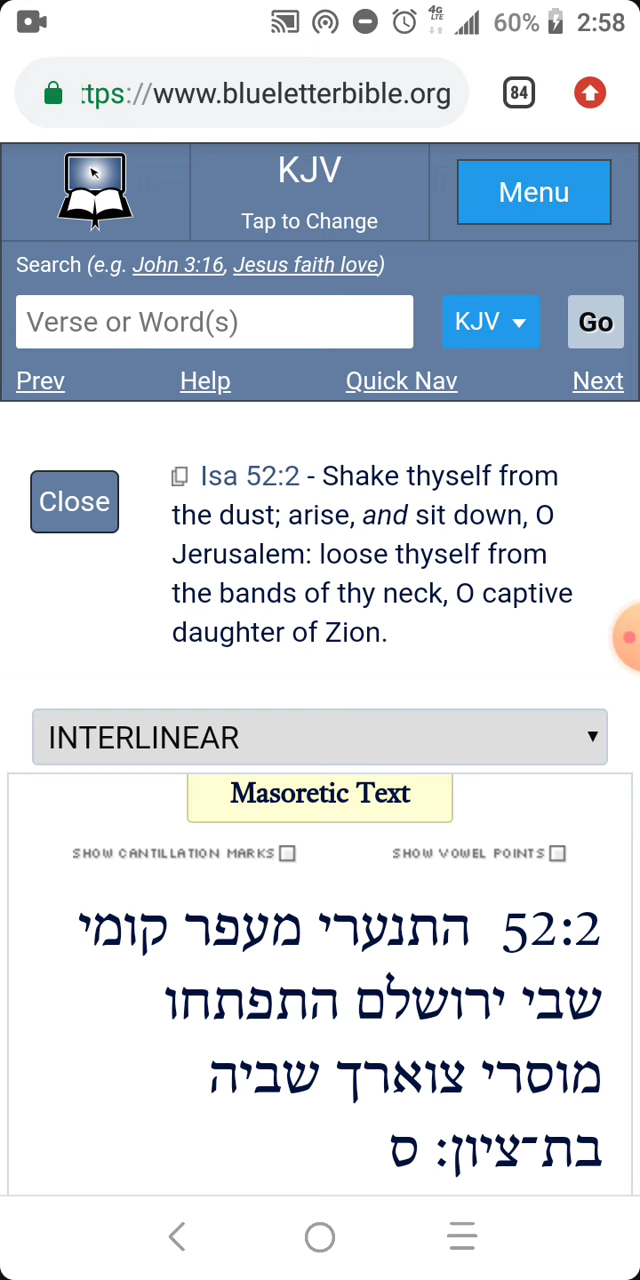 4G
LTE
60%
2:58
ttps://www.blueletterbible.org
84
KJV
Tap to Change
Menu
Search (e.g. John 3:16, Jesus faith love)
Verse or Word(s)
KJV
Go
Prev
Help
Quick Nav
Next
Close
Isa 52:2 - Shake thyself from
the dust; arise, and sit down, O
Jerusalem: loose thyself from
the bands of thy neck, O captive
daughter of Zion.
INTERLINEAR
Masoretic Text
SHOW CANTILLATION MARKS
SHOW VOWEL POINTS
52:2 התנערי מעפר קומי
שבי ירושלם התפתחו
מוסרי צוארך שביה
בת־ציון׃ ס